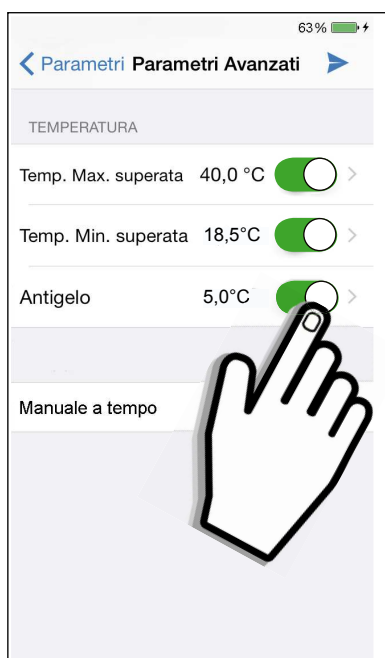 63%
Parametri Parametri Avanzati
TEMPERATURA
Temp. Max. superata 40,0 °C
Temp. Min. superata 18,5°C
Antigelo 5,0°C
Manuale a tempo